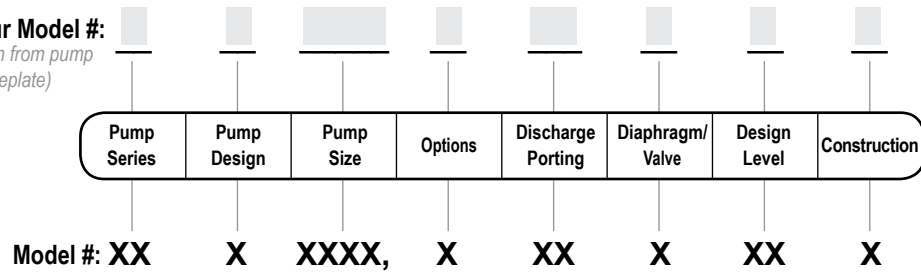 r Model #:
from pump
eplate)
Pump Series
Pump Design
Pump Size
Options
Discharge Porting
Diaphragm/ Valve
Design Level
Construction
Model #: XX X XXXX, X XX X XX X